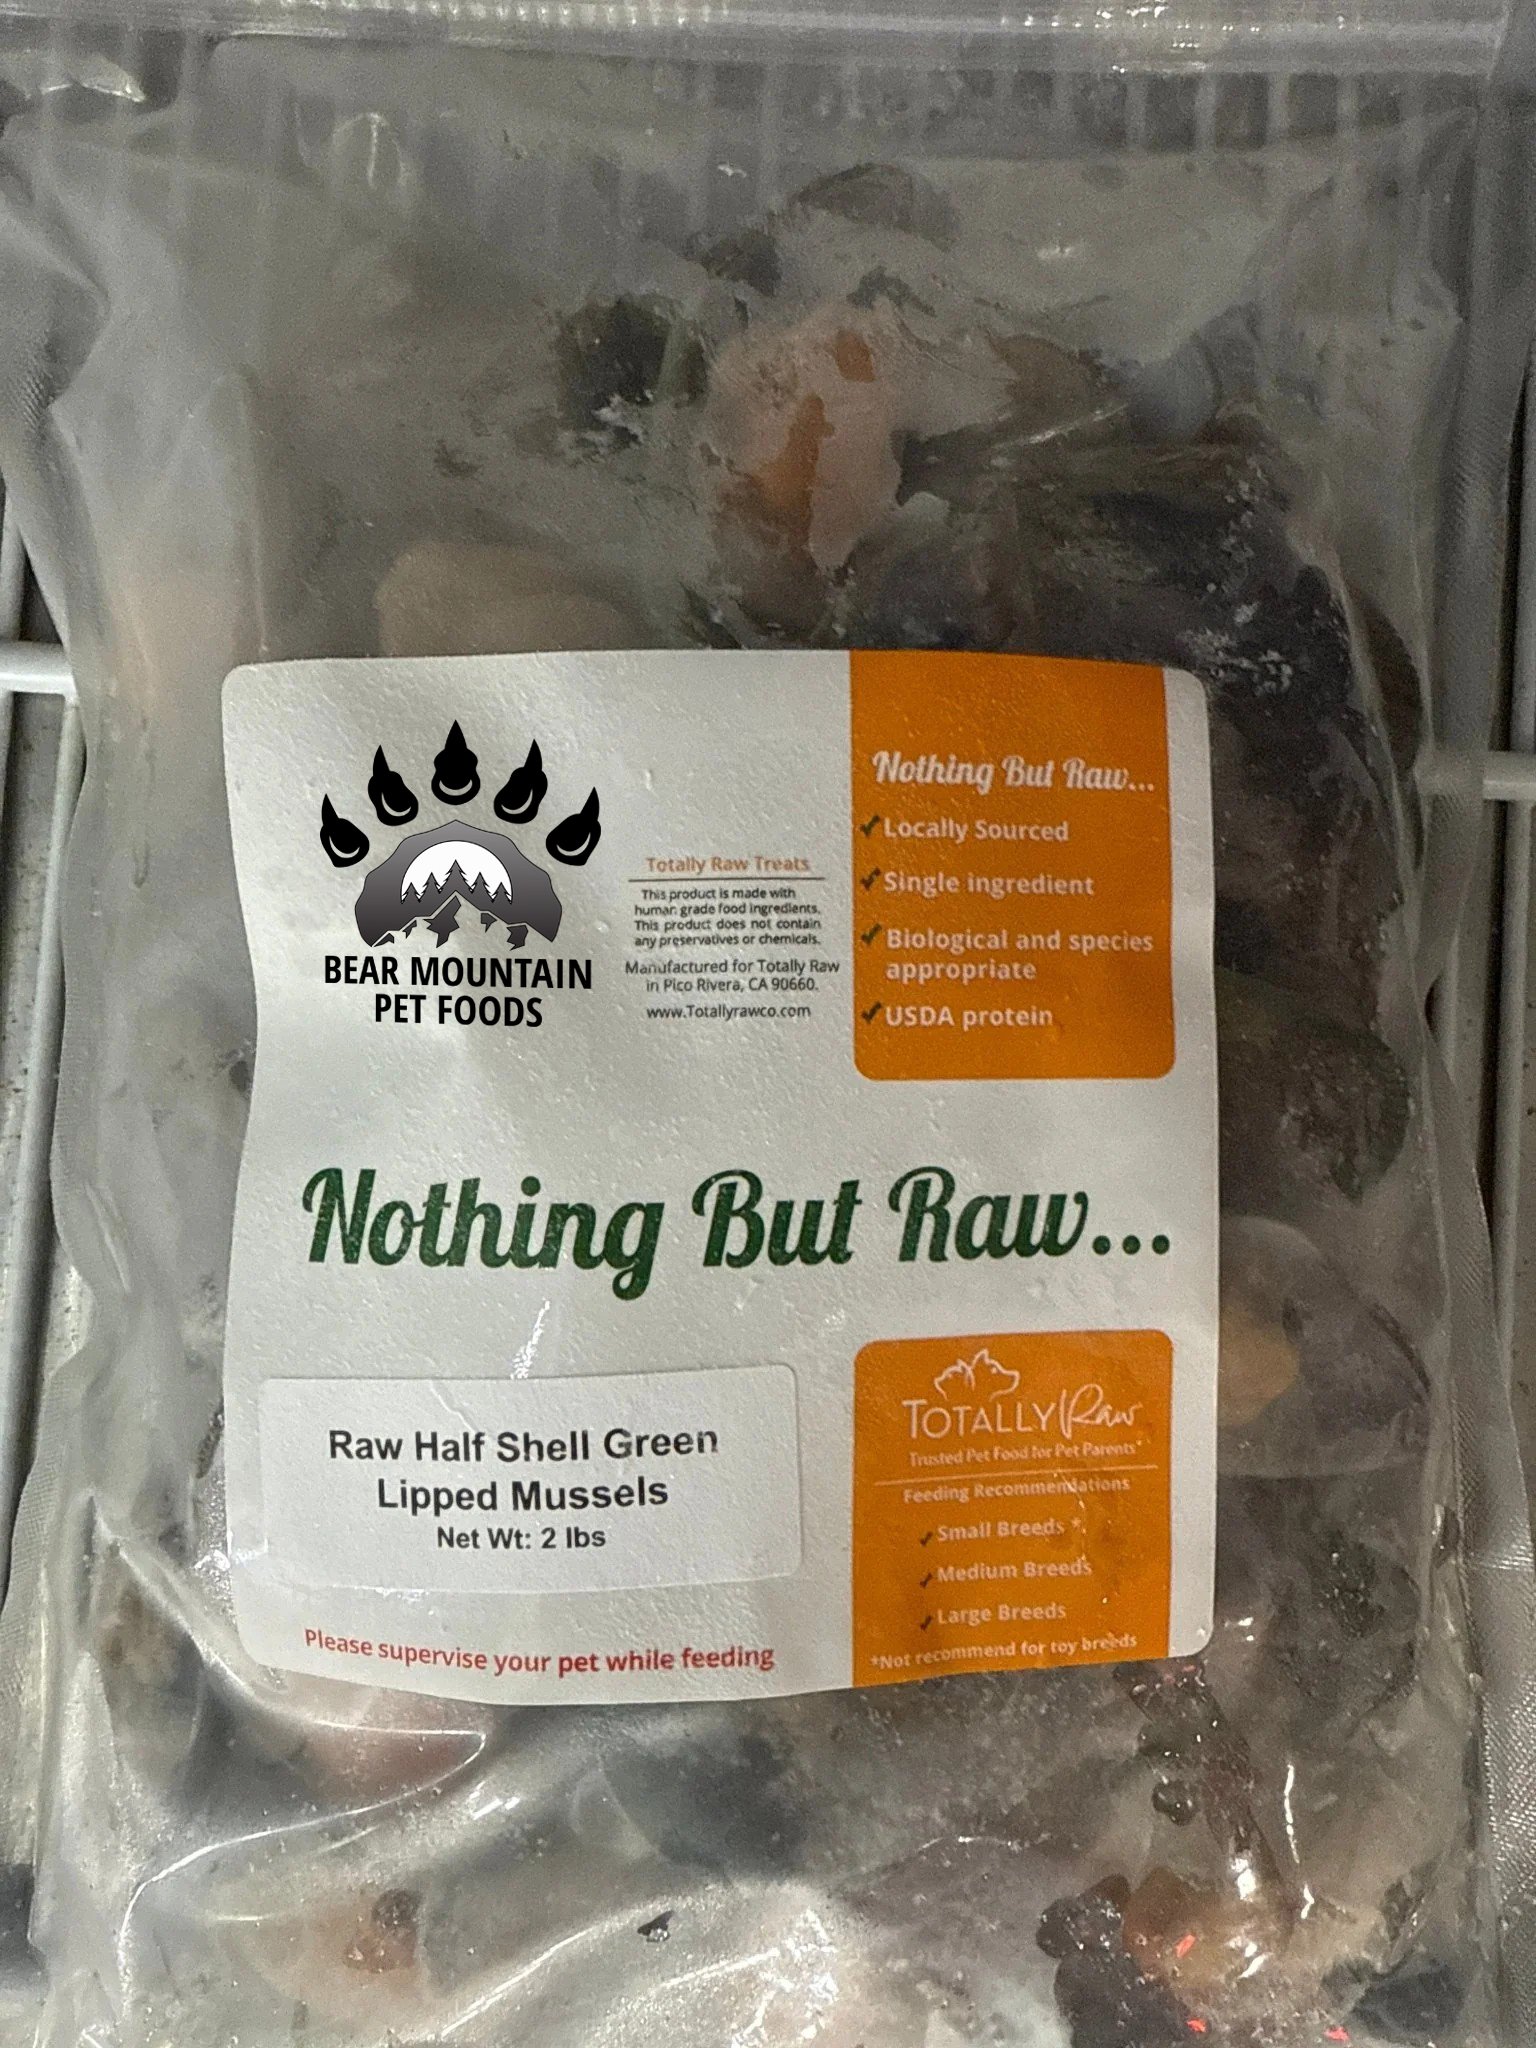 BEAR MOUNTAIN
PET FOODS
Totally Raw Treats
This product is made with
human grade food ingredients.
This product does not contain
any preservatives or chemicals.
Manufactured for Totally Raw
in Pico Rivera, CA 90660.
www.Totallyrawco.com
Nothing But Raw...
Locally Sourced
Single ingredient
Biological and species
appropriate
USDA protein
Nothing But Raw...
Raw Half Shell Green
Lipped Mussels
Net Wt: 2 lbs
Please supervise your pet while feeding
TOTALLY Raw
Trusted Pet Food for Pet Parents
Feeding Recommendations
Small Breeds *
Medium Breeds
Large Breeds
*Not recommend for toy breeds